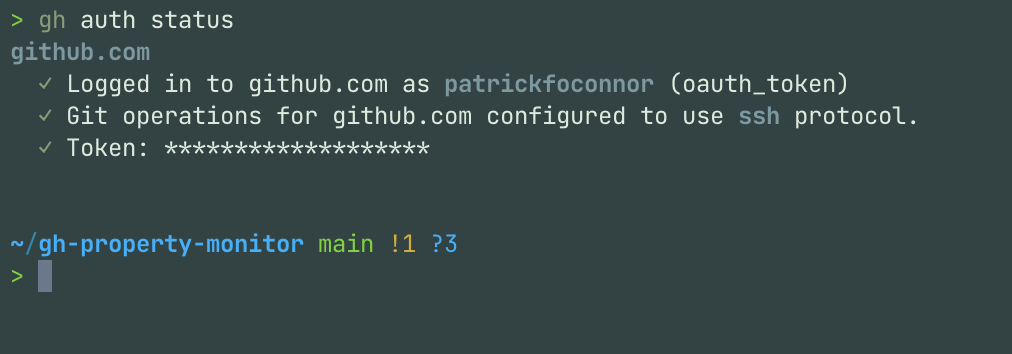 > gh auth status
github.com
✓ Logged in to github.com as patrickfoconnor (oauth_token)
✓ Git operations for github.com configured to use ssh protocol.
✓ Token: *******************
~/gh-property-monitor main !1 ?3
>